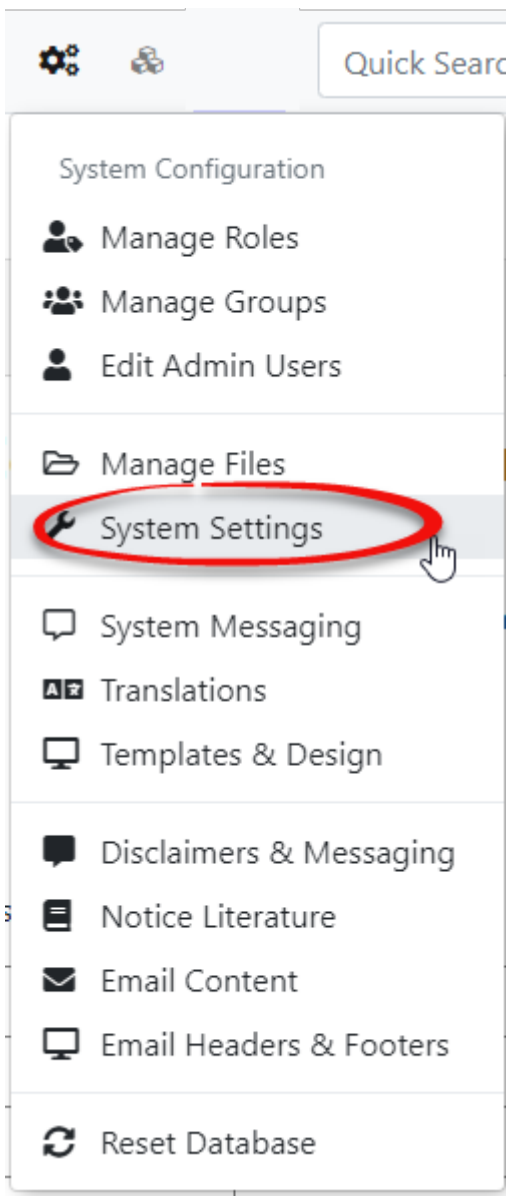 Quick Sear
System Configuration
Manage Roles
Manage Groups
Edit Admin Users
Manage Files
System Settings
System Messaging
Translations
Templates & Design
Disclaimers & Messaging
Notice Literature
Email Content
Email Headers & Footers
Reset Database